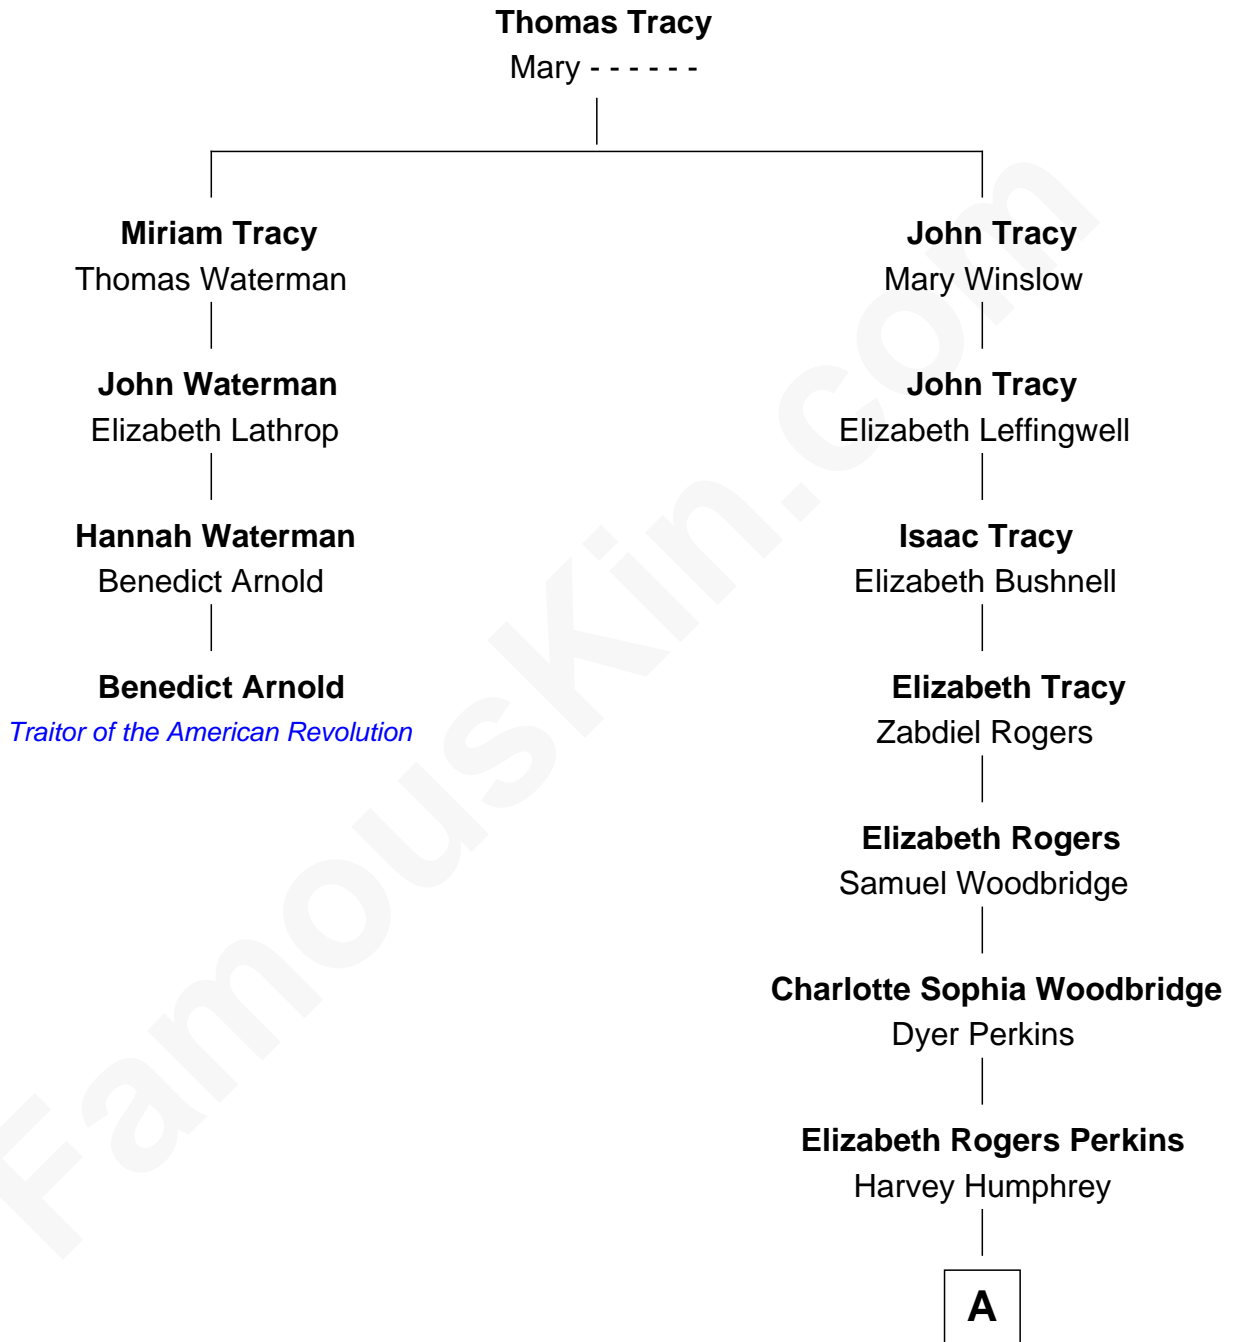 Thomas Tracy
Mary - - - - - -
Miriam Tracy
Thomas Waterman
John Tracy
Mary Winslow
John Waterman
Elizabeth Lathrop
John Tracy
Elizabeth Leffingwell
Hannah Waterman
Benedict Arnold
Isaac Tracy
Elizabeth Bushnell
Benedict Arnold
Traitor of the American Revolution
Elizabeth Tracy
Zabdiel Rogers
Elizabeth Rogers
Samuel Woodbridge
Charlotte Sophia Woodbridge
Dyer Perkins
Elizabeth Rogers Perkins
Harvey Humphrey
A
FamousKin.com